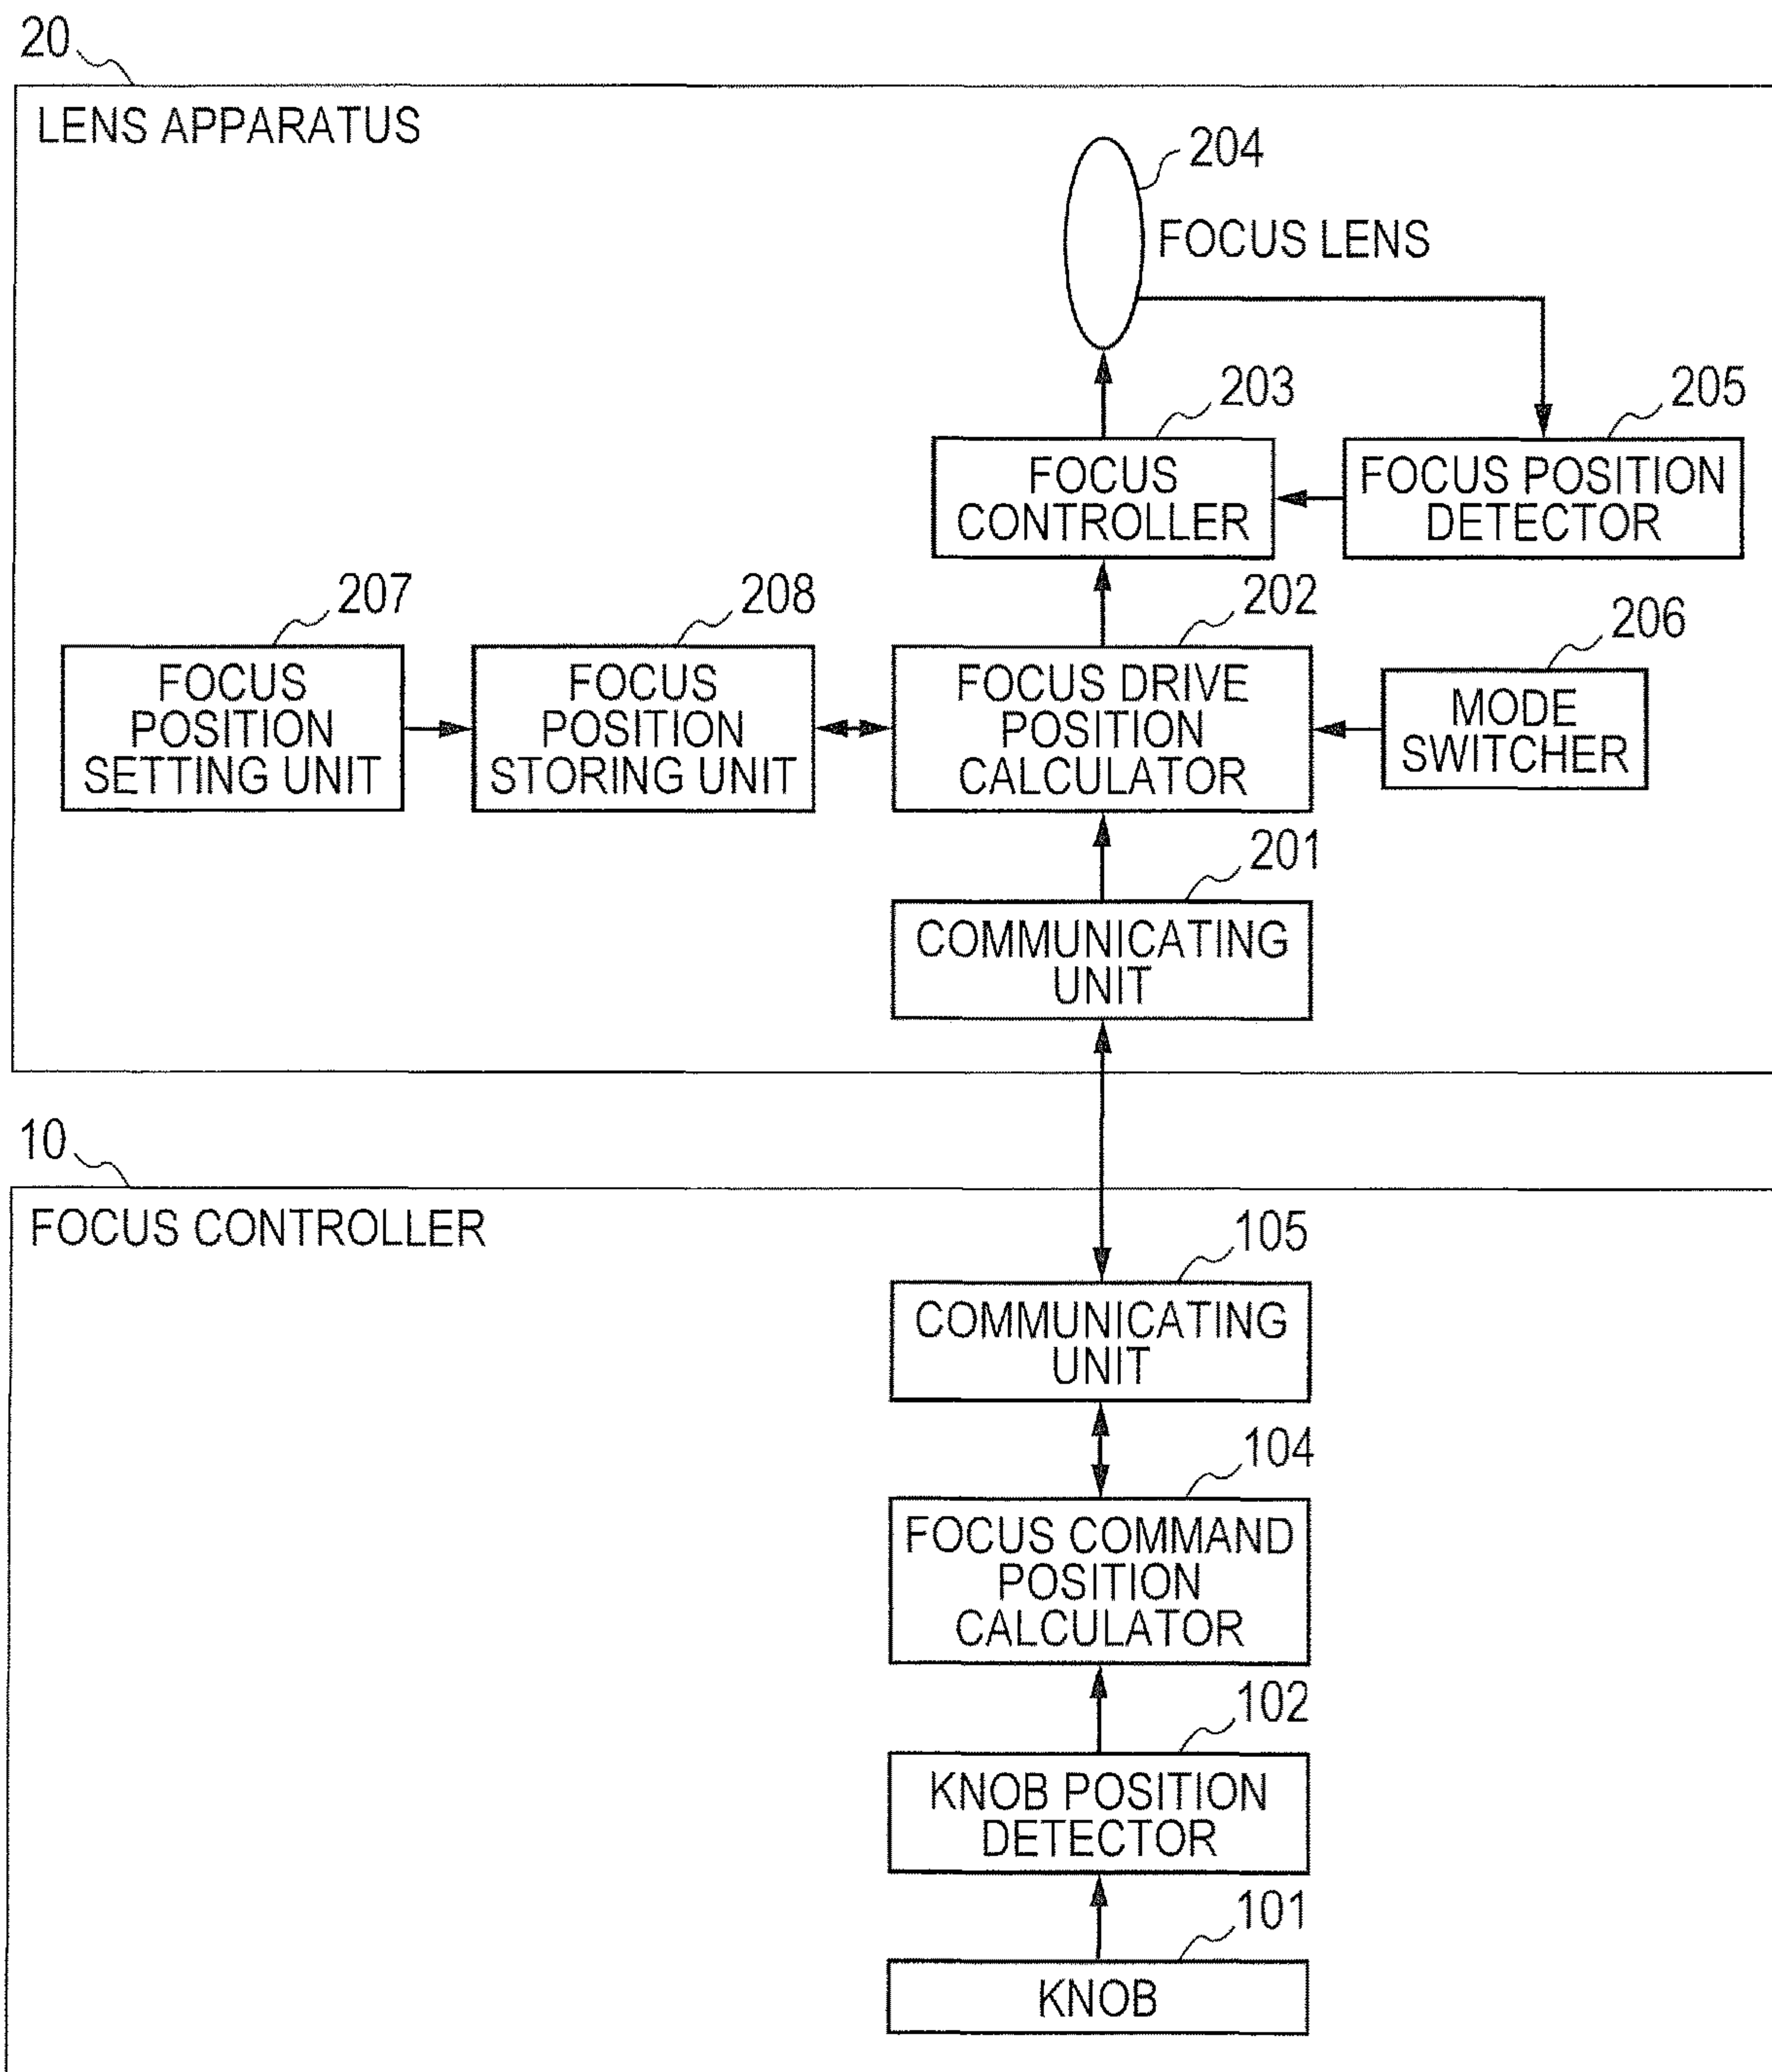 20
LENS APPARATUS
204
FOCUS LENS
203
205
FOCUS
CONTROLLER
FOCUS POSITION
DETECTOR
207
208
202
206
FOCUS
POSITION
SETTING UNIT
FOCUS
POSITION
STORING UNIT
FOCUS DRIVE
POSITION
CALCULATOR
MODE
SWITCHER
201
COMMUNICATING
UNIT
10
FOCUS CONTROLLER
105
COMMUNICATING
UNIT
104
FOCUS COMMAND
POSITION
CALCULATOR
102
KNOB POSITION
DETECTOR
101
KNOB